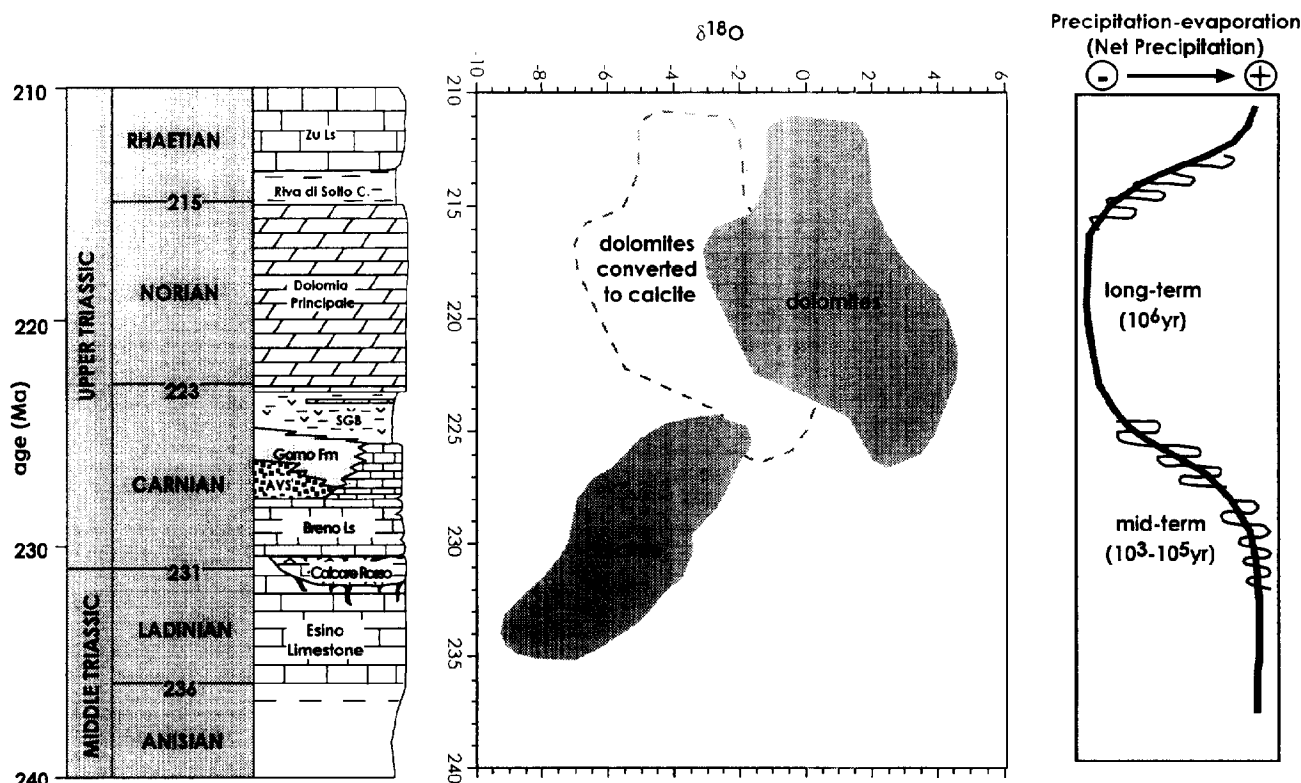 age (Ma)
210
220
230
240
UPPER TRIASSIC
MIDDLE TRIASSIC
RHAETIAN
215
NORIAN
223
CARNIAN
231
LADINIAN
236
ANISIAN
Zu Ls
Riva di Solto C.
Dolomia
Principale
SGB
Gorno Fm
AVS
Breno Ls
Calcare Rosso
Esino
Limestone
δ18O
-10
-8
-6
-4
-2
0
2
4
6
210
215
220
225
230
235
240
dolomites
converted
to calcite
dolomites
Precipitation-evaporation
(Net Precipitation)
- +
long-term
(10⁶yr)
mid-term
(10³-10⁵yr)